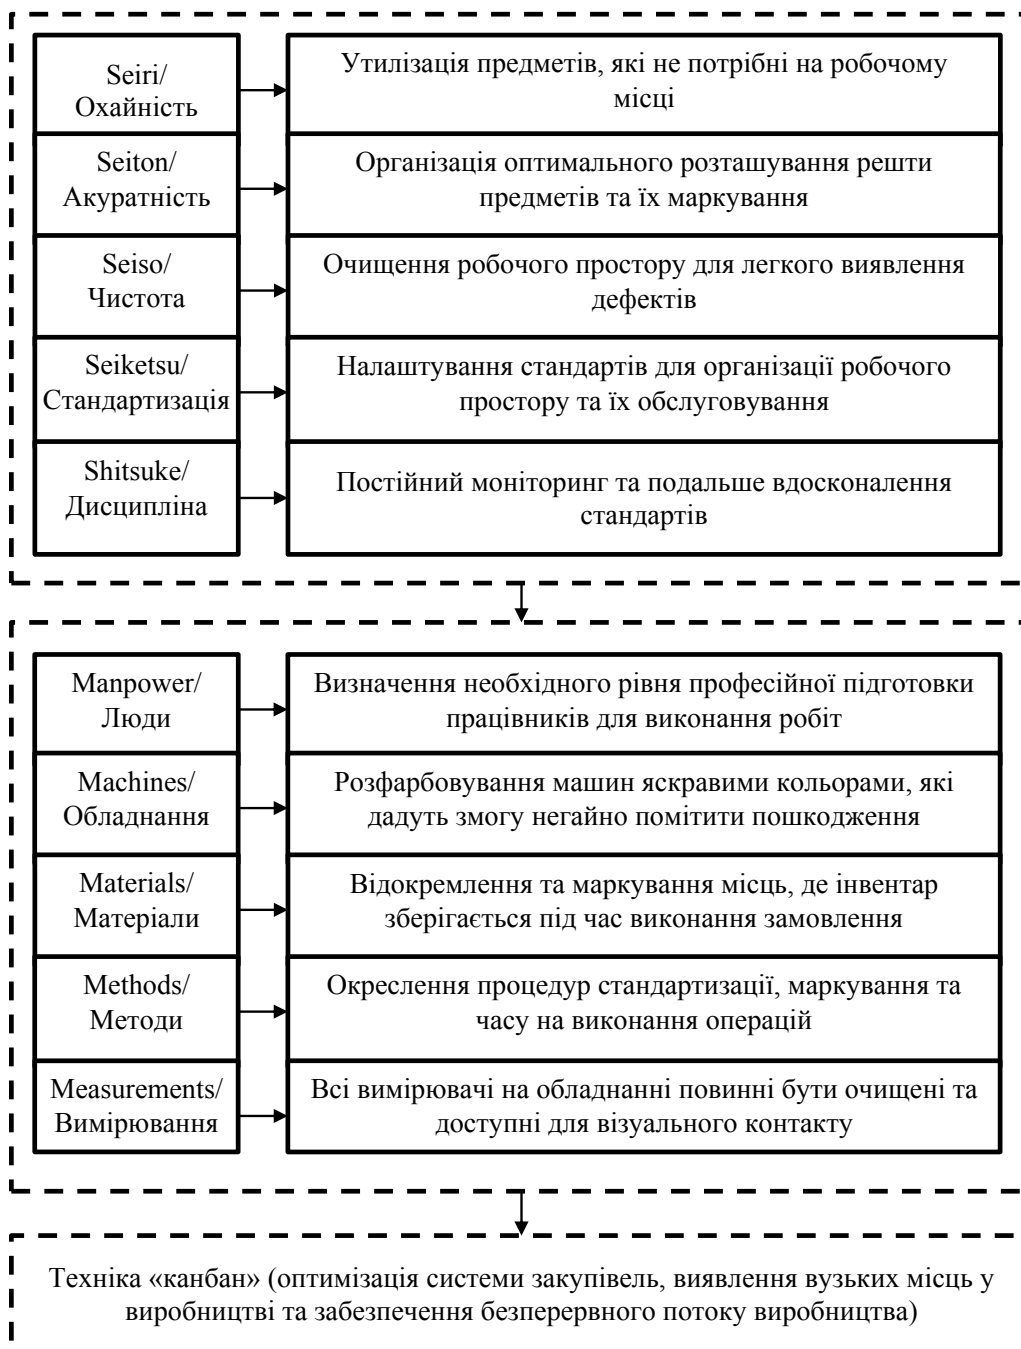 Seiri/
Охайність
Утилізація предметів, які не потрібні на робочому
місці
Seiton/
Акуратність
Організація оптимального розташування решти
предметів та їх маркування
Seiso/
Чистота
Очищення робочого простору для легкого виявлення
дефектів
Seiketsu/
Стандартизація
Налаштування стандартів для організації робочого
простору та їх обслуговування
Shitsuke/
Дисципліна
Постійний моніторинг та подальше вдосконалення
стандартів
Manpower/
Люди
Визначення необхідного рівня професійної підготовки
працівників для виконання робіт
Machines/
Обладнання
Розфарбовування машин яскравими кольорами, які
дадуть змогу негайно помітити пошкодження
Materials/
Матеріали
Відокремлення та маркування місць, де інвентар
зберігається під час виконання замовлення
Methods/
Методи
Окреслення процедур стандартизації, маркування та
часу на виконання операцій
Measurements/
Вимірювання
Всі вимірювачі на обладнанні повинні бути очищені та
доступні для візуального контакту
Техніка «канбан» (оптимізація системи закупівель, виявлення вузьких місць у
виробництві та забезпечення безперервного потоку виробництва)